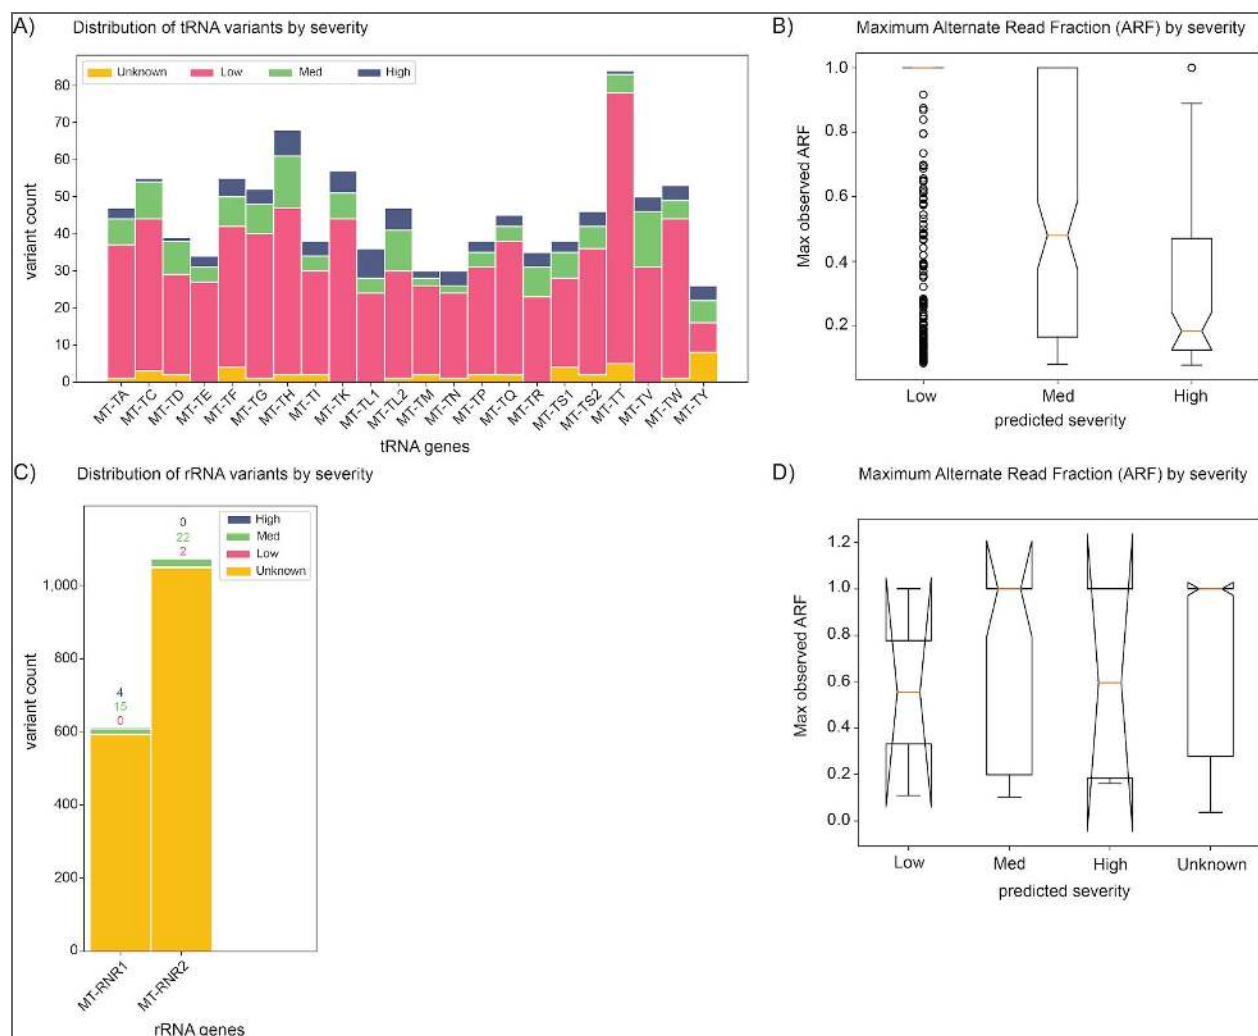 A) Distribution of tRNA variants by severity
Unknown Low Med High
80
70
60
50
40
30
20
10
0
variant count
MT-TA MT-TC MT-TD MT-TE MT-TF MT-TG MT-TH MT-TI MT-TK MT-TL1 MT-TL2 MT-TM MT-TN MT-TP MT-TQ MT-TR MT-TS1 MT-TS2 MT-TT MT-TV MT-TW MT-TY
tRNA genes
B) Maximum Alternate Read Fraction (ARF) by severity
1.0
0.8
0.6
0.4
0.2
Max observed ARF
Low Med High
predicted severity
C) Distribution of rRNA variants by severity
High
Med
Low
Unknown
0
22
2
4
15
0
1,000
800
600
400
200
0
variant count
MT-RNR1 MT-RNR2
rRNA genes
D) Maximum Alternate Read Fraction (ARF) by severity
1.2
1.0
0.8
0.6
0.4
0.2
0.0
Max observed ARF
Low Med High Unknown
predicted severity